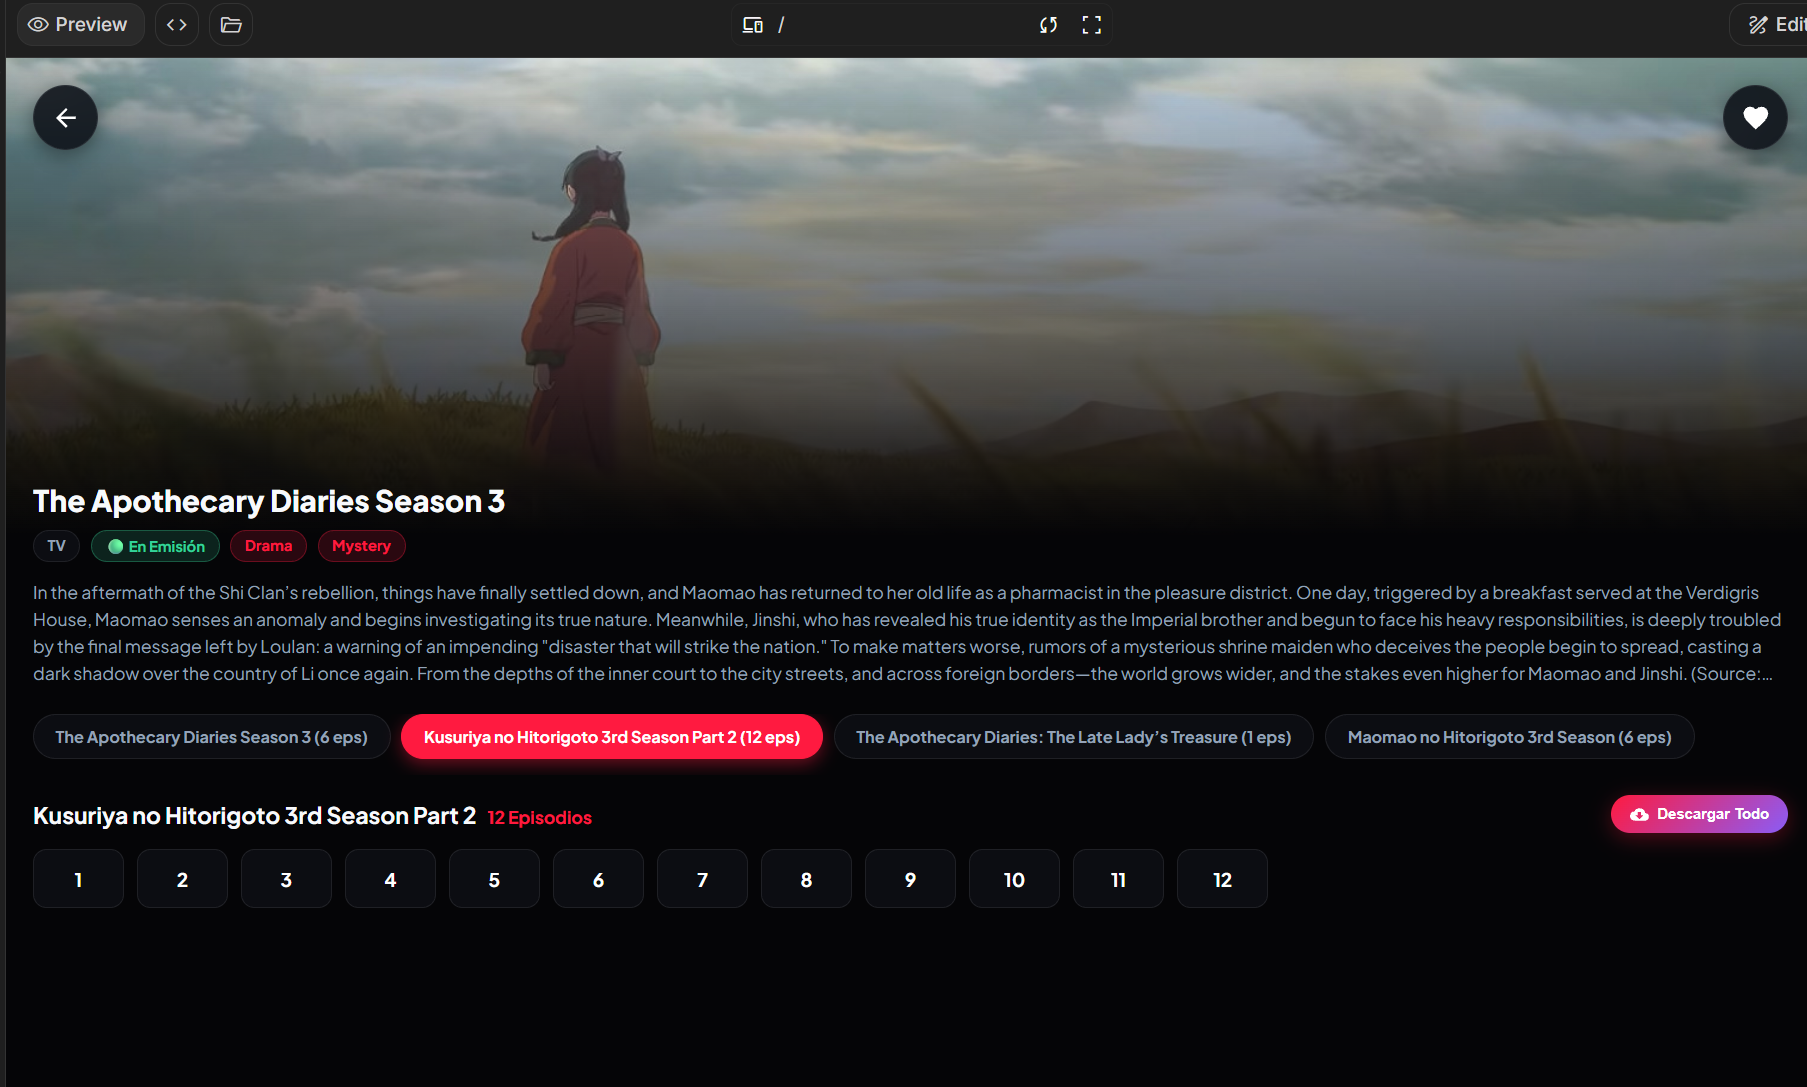 Preview
/
Edit
The Apothecary Diaries Season 3
TV
En Emisión
Drama
Mystery
In the aftermath of the Shi Clan's rebellion, things have finally settled down, and Maomao has returned to her old life as a pharmacist in the pleasure district. One day, triggered by a breakfast served at the Verdigris
House, Maomao senses an anomaly and begins investigating its true nature. Meanwhile, Jinshi, who has revealed his true identity as the Imperial brother and begun to face his heavy responsibilities, is deeply troubled
by the final message left by Loulan: a warning of an impending "disaster that will strike the nation." To make matters worse, rumors of a mysterious shrine maiden who deceives the people begin to spread, casting a
dark shadow over the country of Li once again. From the depths of the inner court to the city streets, and across foreign borders—the world grows wider, and the stakes even higher for Maomao and Jinshi. (Source:...
The Apothecary Diaries Season 3 (6 eps)
Kusuriya no Hitorigoto 3rd Season Part 2 (12 eps)
The Apothecary Diaries: The Late Lady's Treasure (1 eps)
Maomao no Hitorigoto 3rd Season (6 eps)
Kusuriya no Hitorigoto 3rd Season Part 2 12 Episodios
Descargar Todo
1
2
3
4
5
6
7
8
9
10
11
12